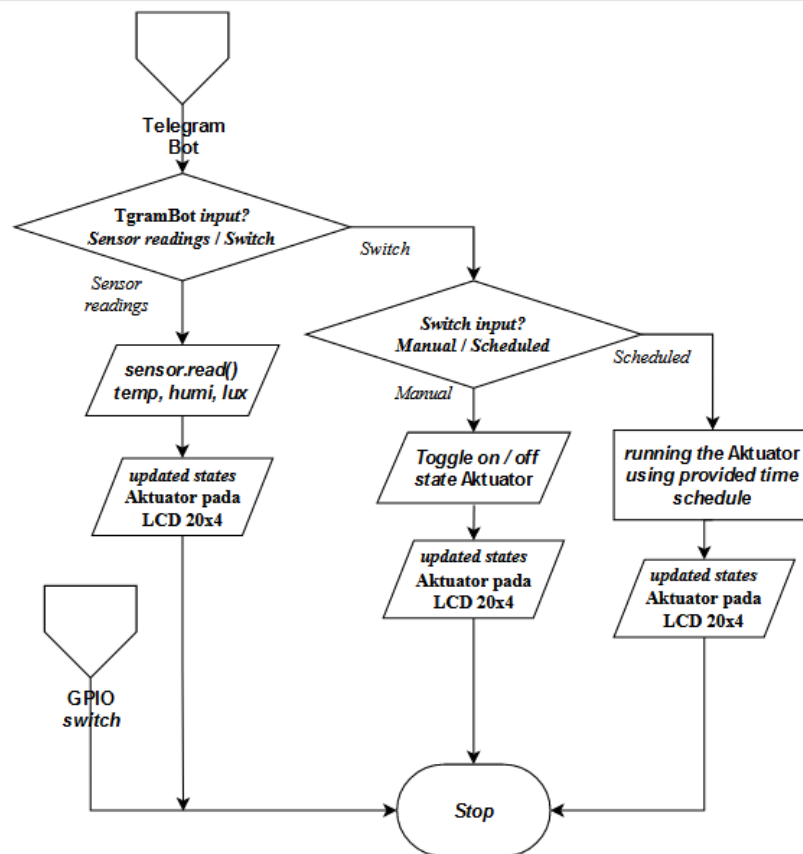 Telegram
Bot
TgramBot input?
Sensor readings / Switch
Switch
Sensor
readings
Switch input?
Manual / Scheduled
Scheduled
Manual
sensor.read()
temp, humi, lux
Toggle on / off
state Aktuator
running the Aktuator
using provided time
schedule
updated states
Aktuator pada
LCD 20x4
updated states
Aktuator pada
LCD 20x4
updated states
Aktuator pada
LCD 20x4
GPIO
switch
Stop